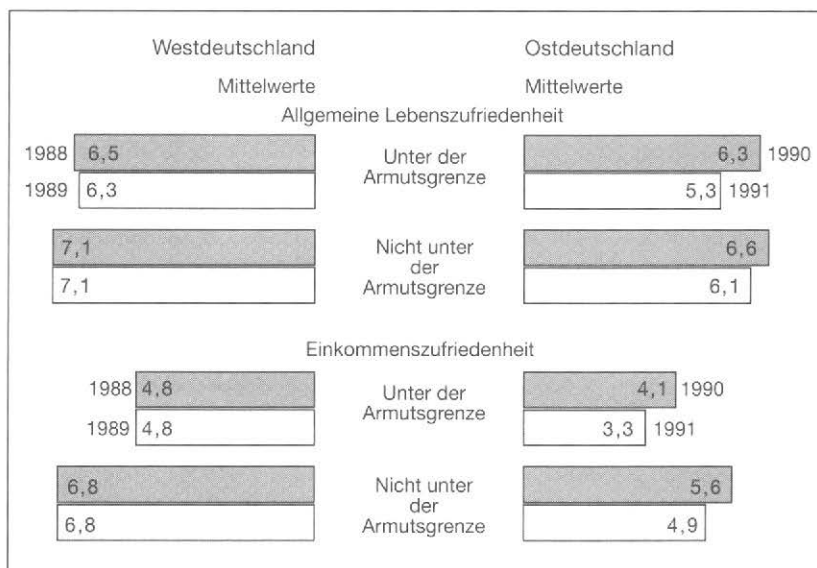 Westdeutschland Ostdeutschland
Mittelwerte Mittelwerte
Allgemeine Lebenszufriedenheit
1988 6,5 Unter der 6,3 1990
1989 6,3 Armutsgrenze 5,3 1991
7,1 Nicht unter 6,6
der
7,1 Armutsgrenze 6,1
Einkommenszufriedenheit
1988 4,8 Unter der 4,1 1990
1989 4,8 Armutsgrenze 3,3 1991
6,8 Nicht unter 5,6
der
6,8 Armutsgrenze 4,9